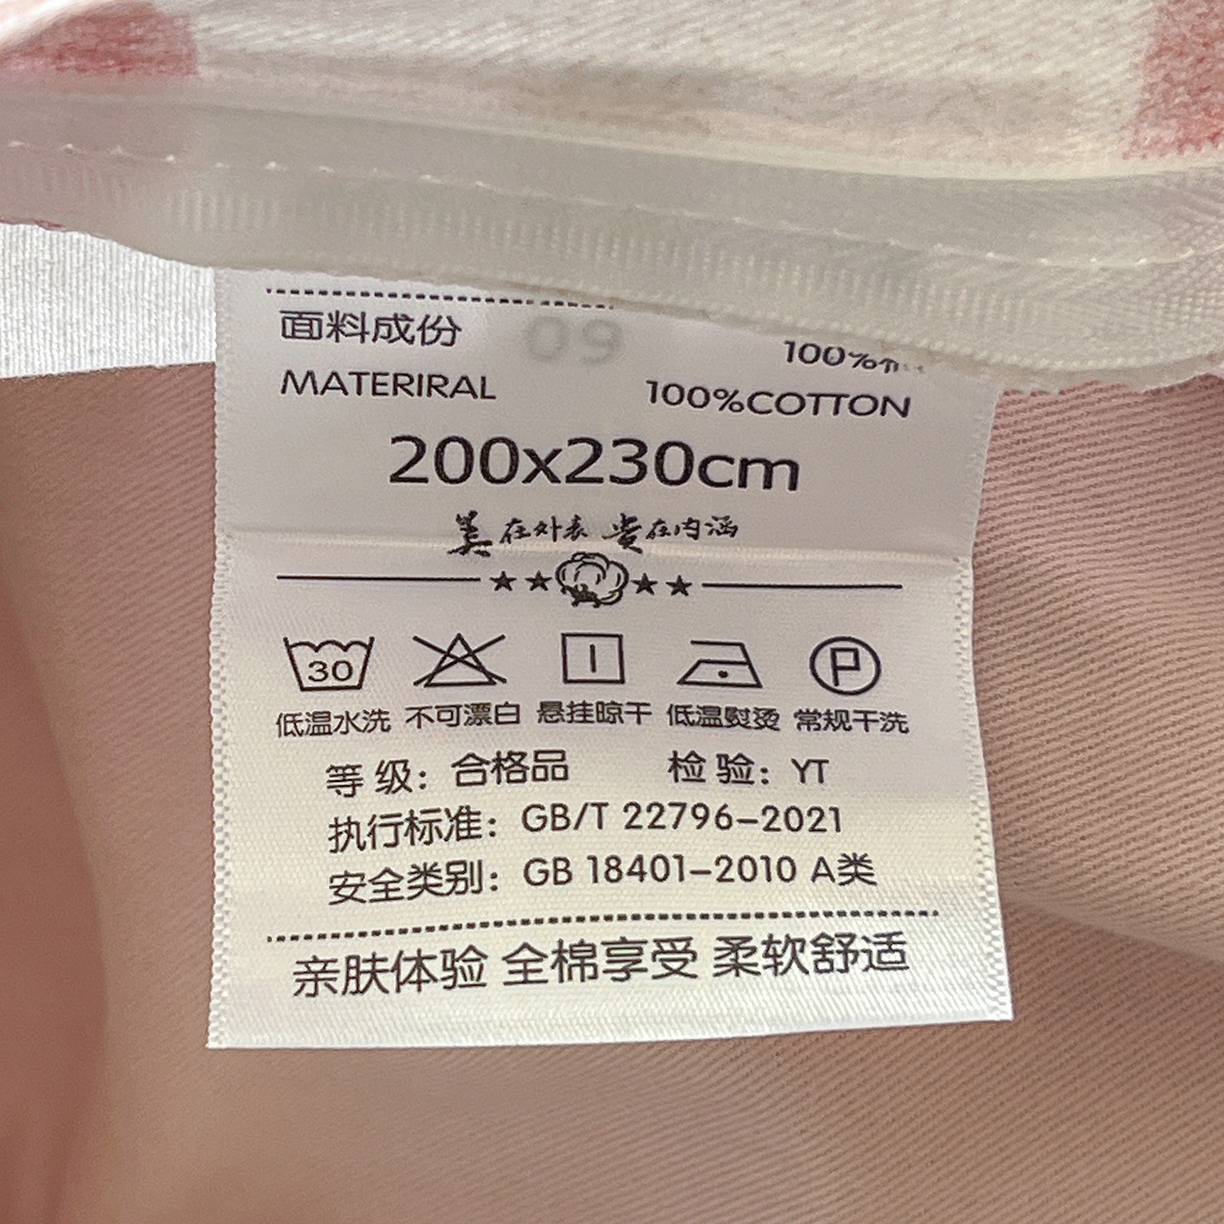 面料成份 100%
MATERIRAL 100%COTTON
200x230cm
美在外表 贵在内涵
30 P
低温水洗 不可漂白 悬挂晾干 低温熨烫 常规干洗
等 级：合格品 检 验：YT
执行标准：GB/T 22796-2021
安全类别：GB 18401-2010 A类
亲肤体验 全棉享受 柔软舒适